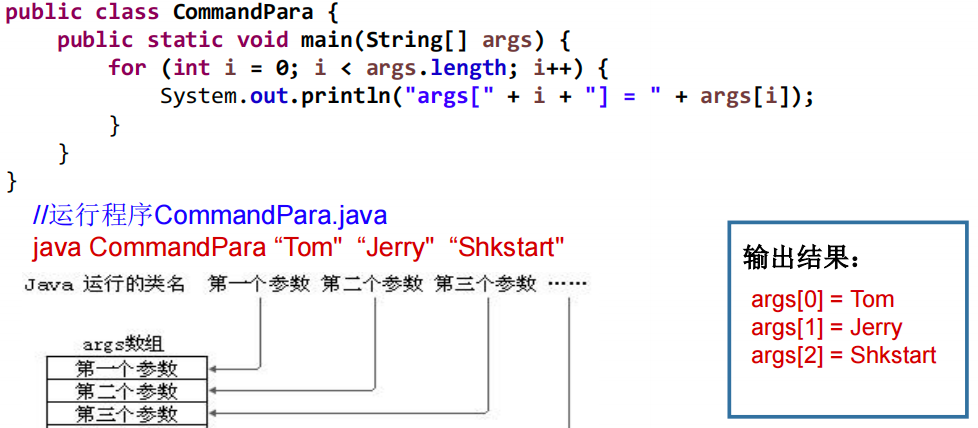 public class CommandPara {
public static void main(String[] args) {
for (int i = 0; i < args.length; i++) {
System.out.println("args[" + i + "] = " + args[i]);
}
}
}
//运行程序CommandPara.java
java CommandPara “Tom" “Jerry" “Shkstart"
Java 运行的类名 第一个参数 第二个参数 第三个参数 ……
args数组
第一个参数
第二个参数
第三个参数
输出结果：
args[0] = Tom
args[1] = Jerry
args[2] = Shkstart